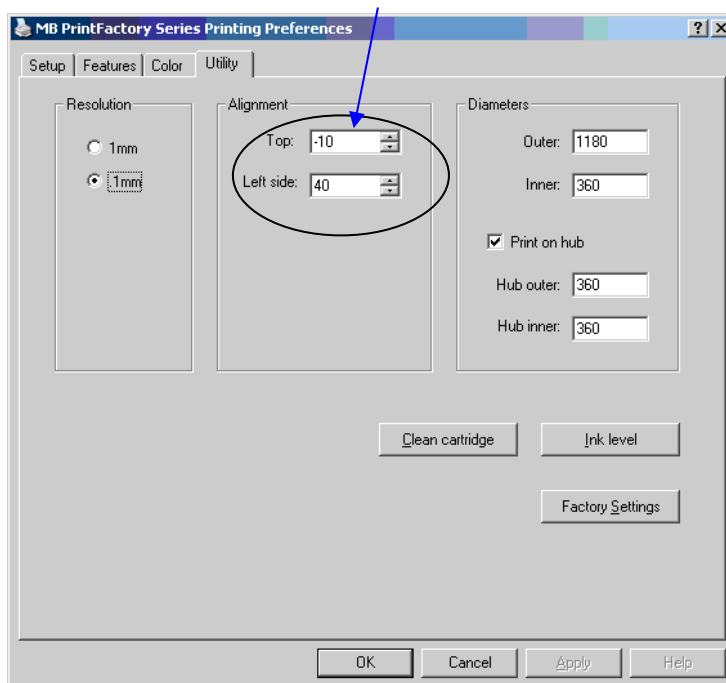 MB PrintFactory Series Printing Preferences
Setup Features Color Utility
Resolution
1mm
.1mm
Alignment
Top: -10
Left side: 40
Diameters
Outer: 1180
Inner: 360
Print on hub
Hub outer: 360
Hub inner: 360
Clean cartridge Ink level
Factory Settings
OK Cancel Apply Help